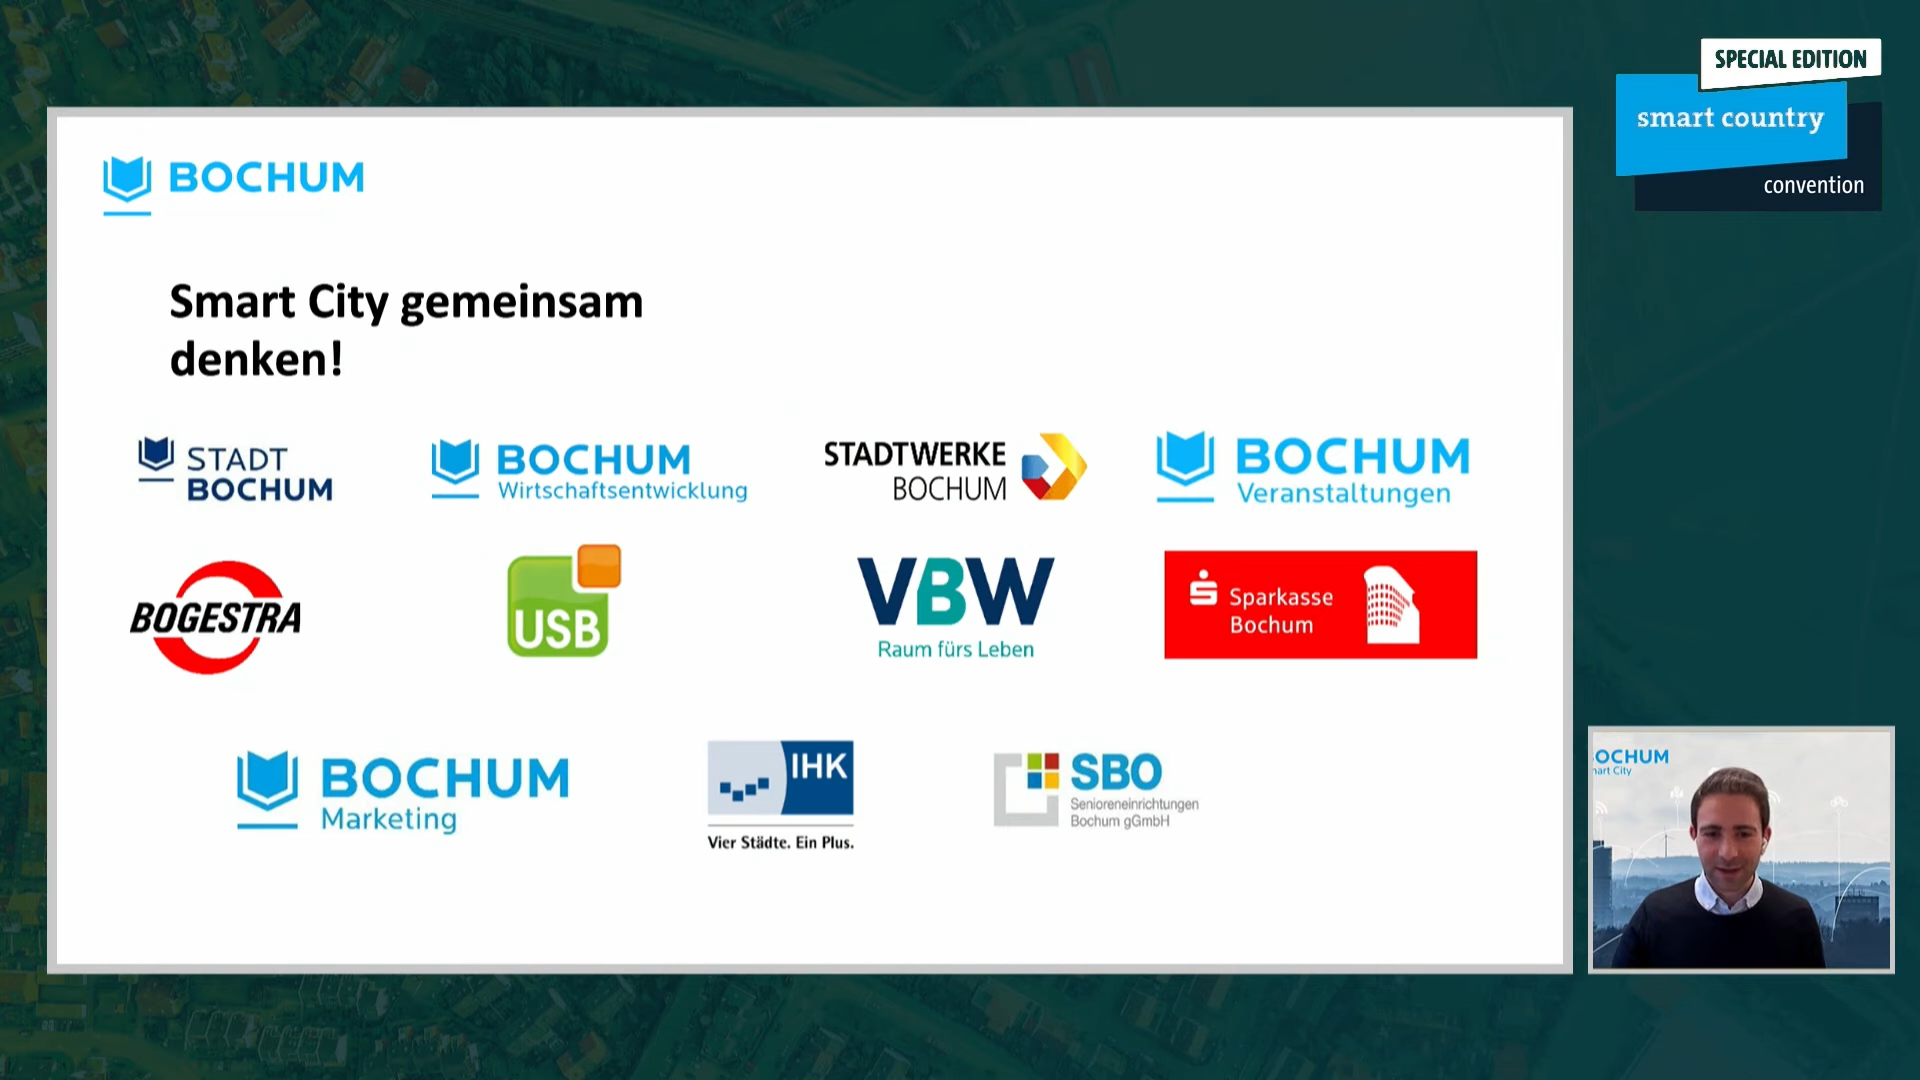 SPECIAL EDITION
smart country
convention
BOCHUM
Smart City gemeinsam
denken!
STADT
BOCHUM
BOCHUM
Wirtschaftsentwicklung
STADTWERKE
BOCHUM
BOCHUM
Veranstaltungen
BOGESTRA
USB
VBW
Raum fürs Leben
Sparkasse
Bochum
BOCHUM
Marketing
IHK
Vier Städte. Ein Plus.
SBO
Senioreneinrichtungen
Bochum gGmbH
OCHUM
art City